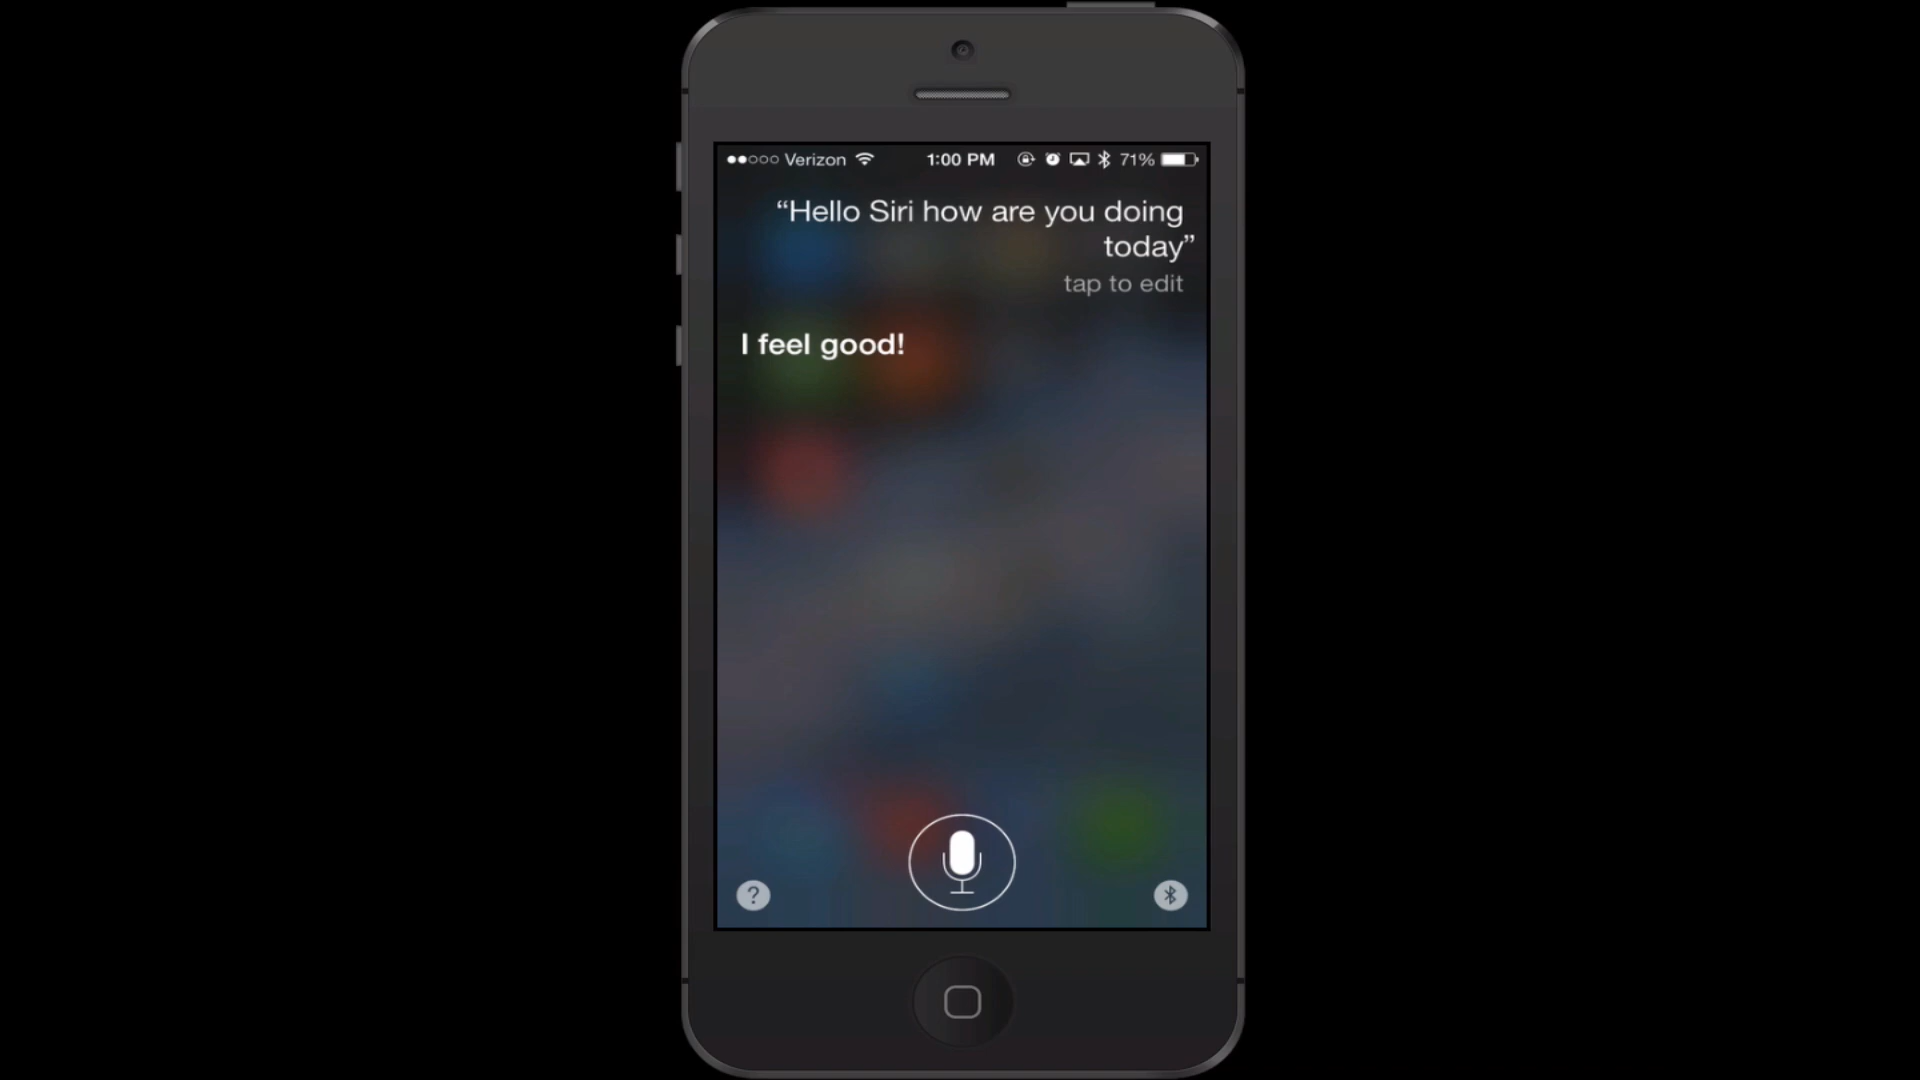 Verizon 1:00 PM 71%
“Hello Siri how are you doing
today”
tap to edit
I feel good!
?